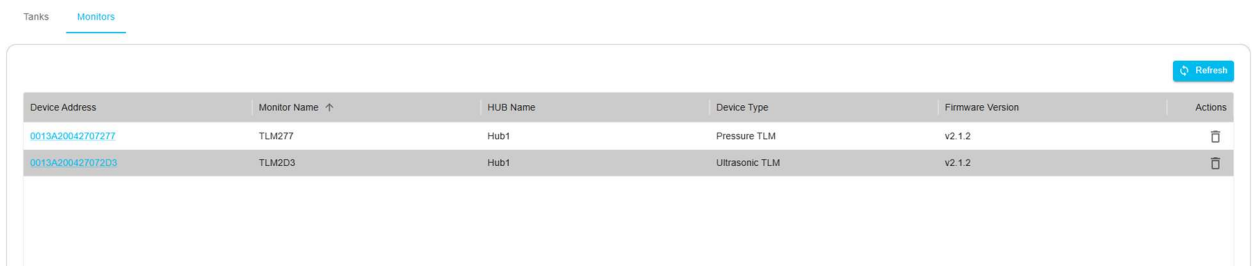 Tanks Monitors
Refresh
Device Address Monitor Name HUB Name Device Type Firmware Version Actions
0013A20042707277 TLM277 Hub1 Pressure TLM v2.1.2
0013A200427072D3 TLM2D3 Hub1 Ultrasonic TLM v2.1.2